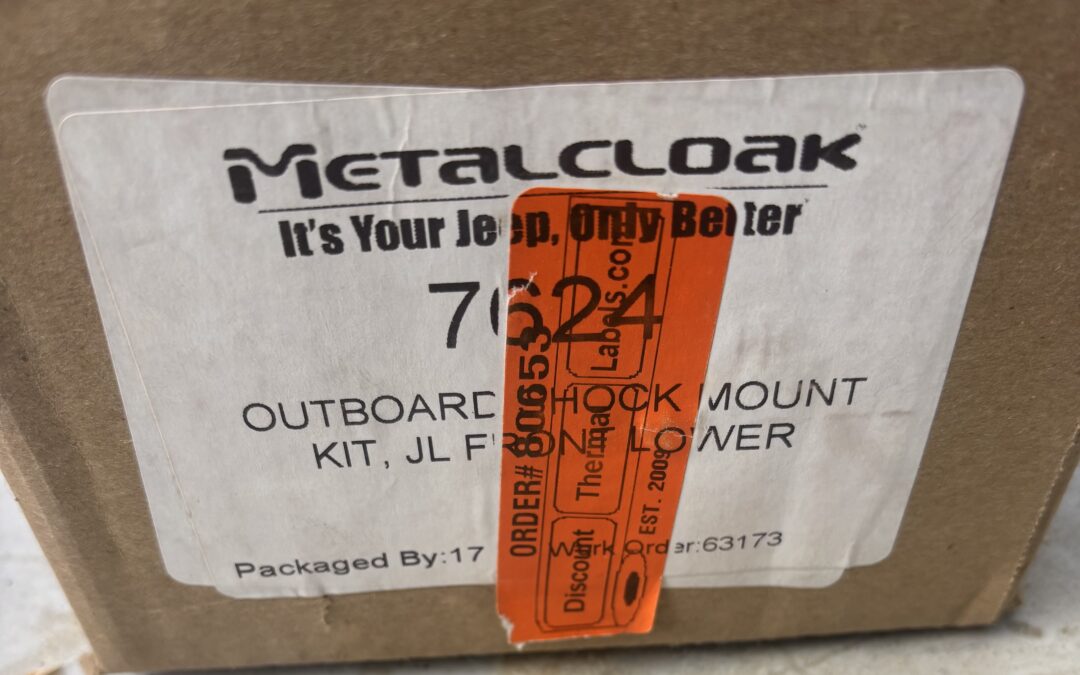 METALCLOAK
It's Your Jeep, Only Better
7624
OUTBOARD SHOCK MOUNT
KIT, JL FRONT LOWER
Packaged By:17 Work Order:63173
ORDER# 80653
Discount Thermal Labels.com
EST. 2009